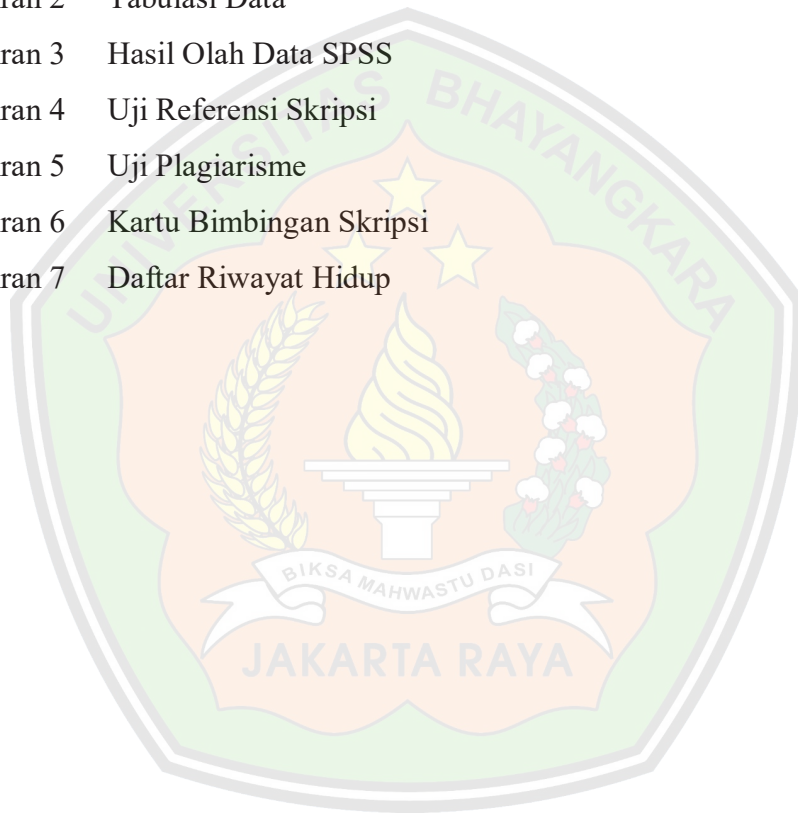 ran 2 Tabulasi Data
ran 3 Hasil Olah Data SPSS
ran 4 Uji Referensi Skripsi
ran 5 Uji Plagiarisme
ran 6 Kartu Bimbingan Skripsi
ran 7 Daftar Riwayat Hidup
UNIVERSITAS BHAYANGKARA
BIKSA MAHWASTU DASI
JAKARTA RAYA